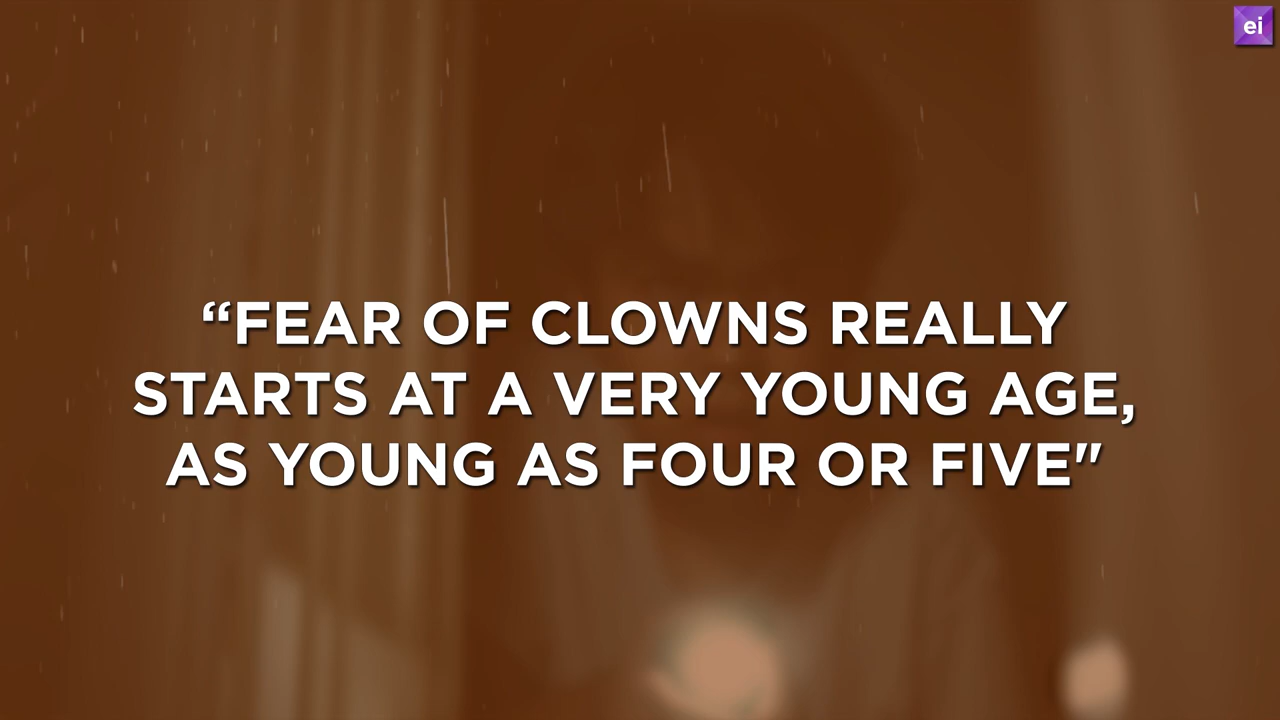 ei
“FEAR OF CLOWNS REALLY
STARTS AT A VERY YOUNG AGE,
AS YOUNG AS FOUR OR FIVE"